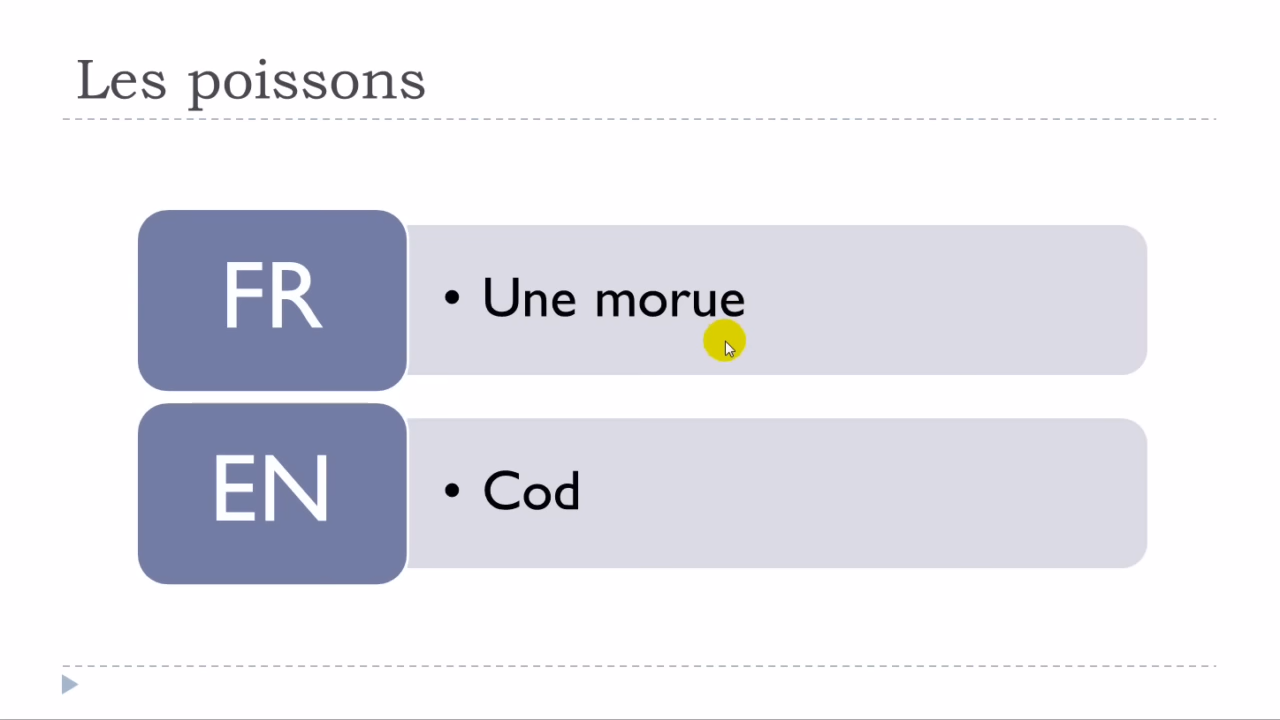 Les poissons
FR
• Une morue
EN
• Cod